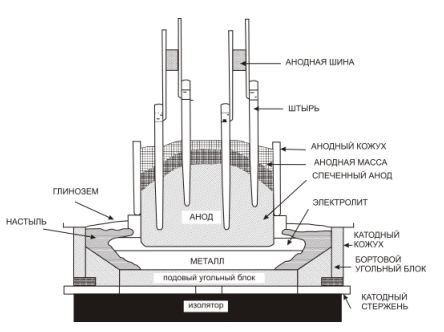 АНОДНАЯ ШИНА
ШТЫРЬ
АНОДНЫЙ КОЖУХ
АНОДНАЯ МАССА
СПЕЧЕННЫЙ АНОД
ГЛИНОЗЕМ
ЭЛЕКТРОЛИТ
АНОД
НАСТЫЛЬ
КАТОДНЫЙ
КОЖУХ
МЕТАЛЛ
БОРТОВОЙ
УГОЛЬНЫЙ БЛОК
подовый угольный блок
КАТОДНЫЙ
СТЕРЖЕНЬ
изолятор